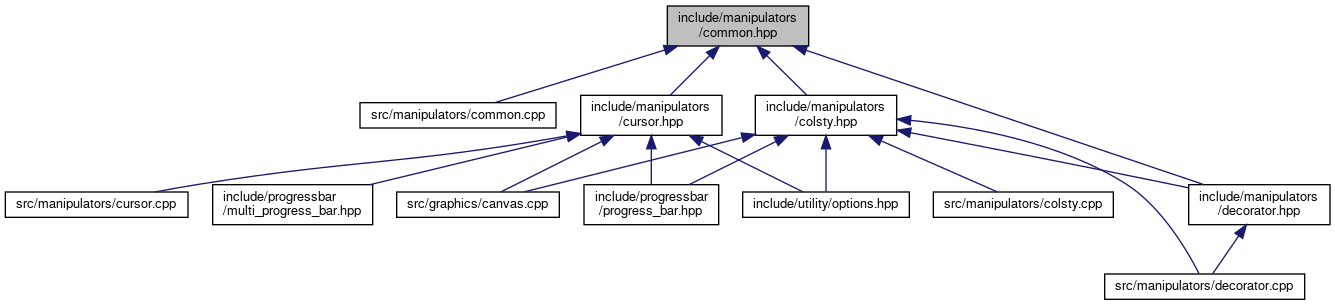 include/manipulators
/common.hpp
src/manipulators/common.cpp
include/manipulators
/cursor.hpp
include/manipulators
/colsty.hpp
src/manipulators/cursor.cpp
include/progressbar
/multi_progress_bar.hpp
src/graphics/canvas.cpp
include/progressbar
/progress_bar.hpp
include/utility/options.hpp
src/manipulators/colsty.cpp
include/manipulators
/decorator.hpp
src/manipulators/decorator.cpp